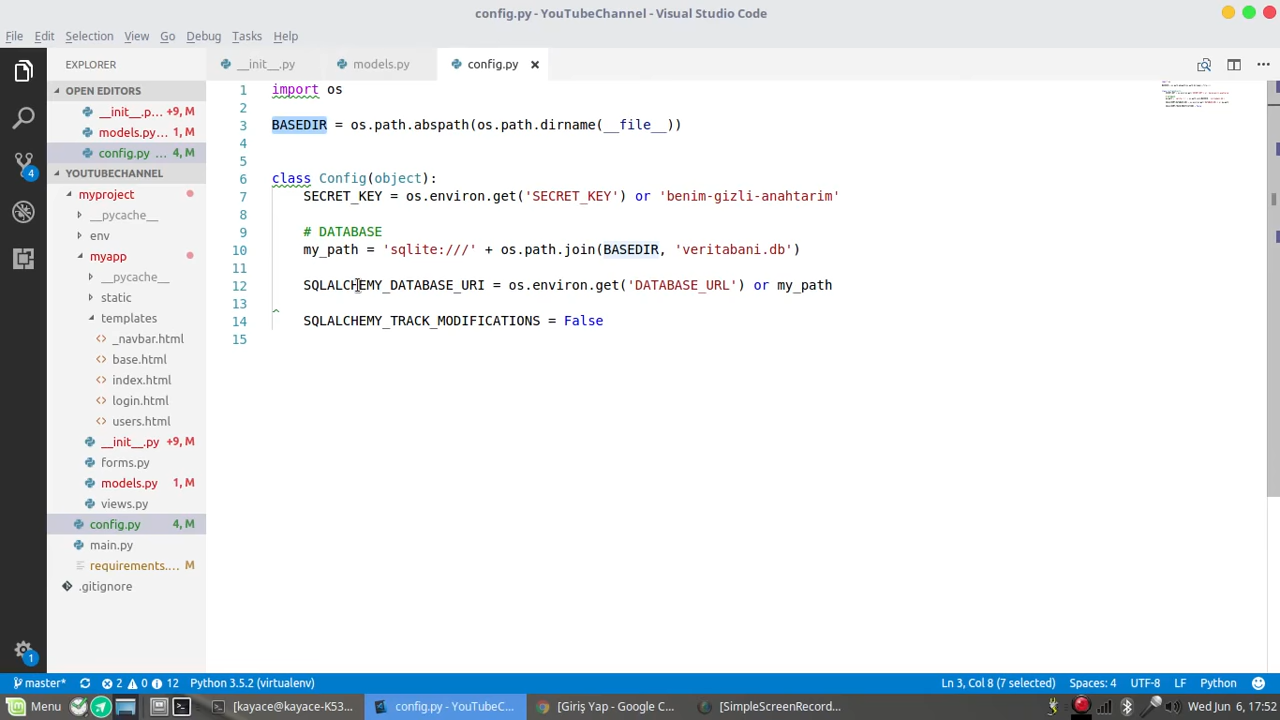 config.py - YouTubeChannel - Visual Studio Code
File Edit Selection View Go Debug Tasks Help
EXPLORER
OPEN EDITORS
__init__.p... +9, M
models.py... 1, M
config.py ... 4, M
YOUTUBECHANNEL
myproject
__pycache__
env
myapp
__pycache__
static
templates
_navbar.html
base.html
index.html
login.html
users.html
__init__.py +9, M
forms.py
models.py 1, M
views.py
config.py 4, M
main.py
requirements....
.gitignore
4
1
__init__.py models.py config.py
1 import os
2
3 BASEDIR = os.path.abspath(os.path.dirname(__file__))
4
5
6 class Config(object):
7 SECRET_KEY = os.environ.get('SECRET_KEY') or 'benim-gizli-anahtarim'
8
9 # DATABASE
10 my_path = 'sqlite:///' + os.path.join(BASEDIR, 'veritabani.db')
11
12 SQLALCHEMY_DATABASE_URI = os.environ.get('DATABASE_URL') or my_path
13
14 SQLALCHEMY_TRACK_MODIFICATIONS = False
15
master* 2 0 12 Python 3.5.2 (virtualenv) Ln 3, Col 8 (7 selected) Spaces: 4 UTF-8 LF Python
Menu [kayace@kayace-K53... config.py - YouTubeC... [Giriş Yap - Google C... [SimpleScreenRecord... Wed Jun 6, 17:52